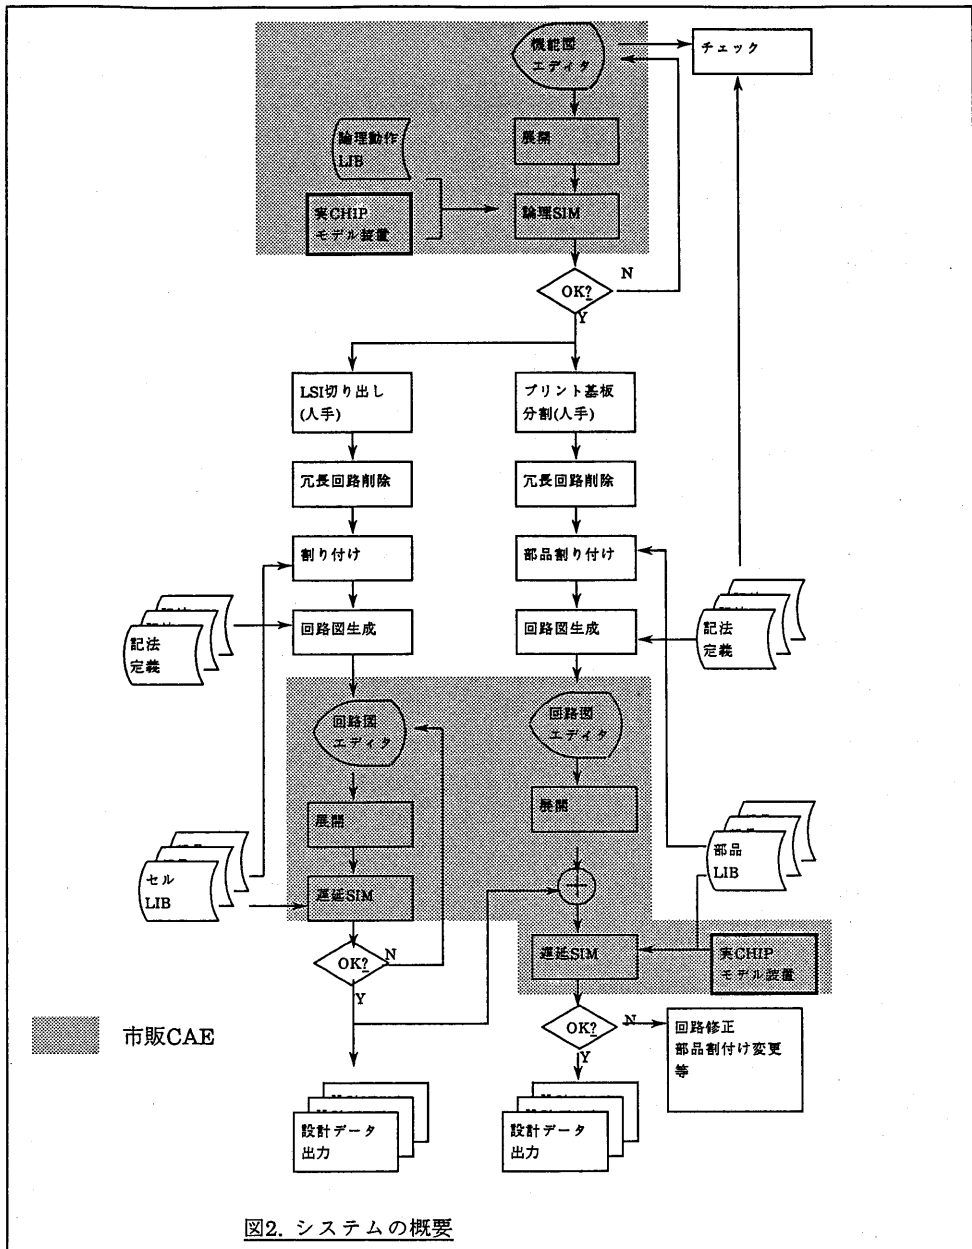 機能図
エディタ
チェック
論理動作
LIB
展開
実CHIP
モデル装置
論理SIM
OK?
N
Y
LSI切り出し
(人手)
プリント基板
分割(人手)
冗長回路削除
冗長回路削除
割り付け
部品割り付け
記法
定義
回路図生成
回路図生成
記法
定義
回路図
エディタ
回路図
エディタ
展開
展開
セル
LIB
遅延SIM
部品
LIB
OK?
N
Y
遅延SIM
実CHIP
モデル装置
市販CAE
OK?
N
Y
回路修正
部品割付け変更
等
設計データ
出力
設計データ
出力
図2. システムの概要